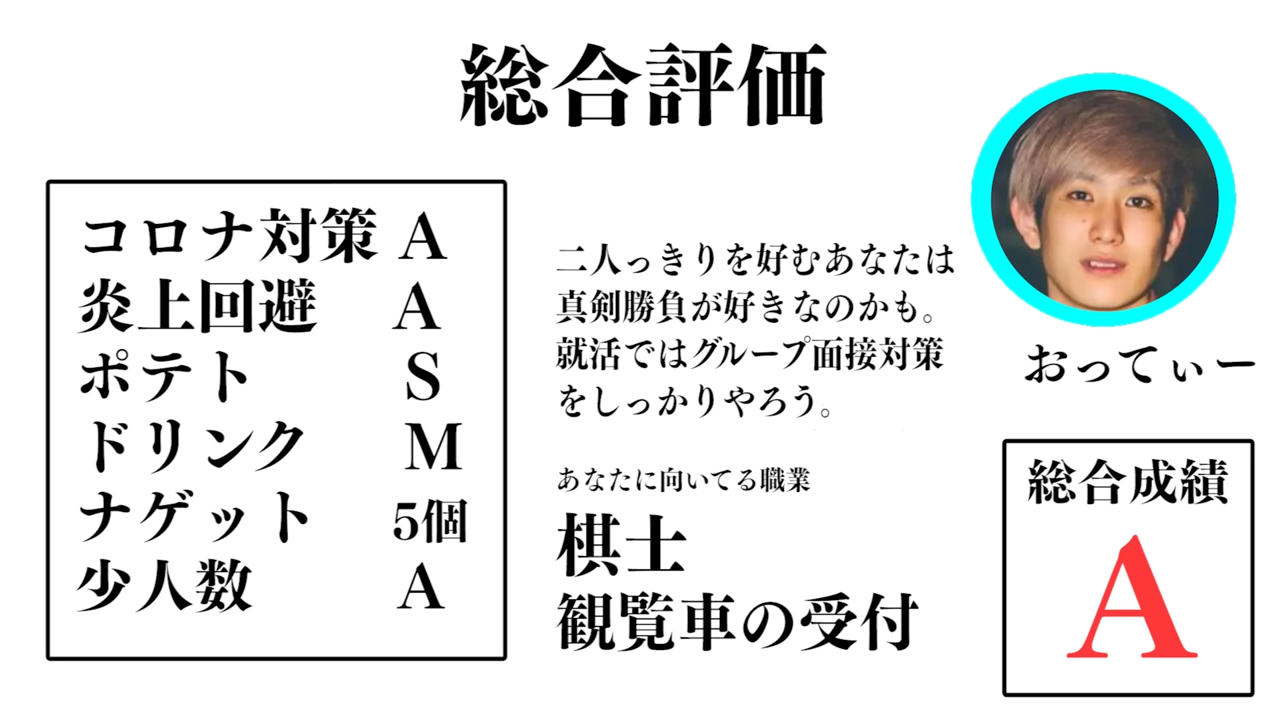 総合評価
コロナ対策 A
炎上回避 A
ポテト S
ドリンク M
ナゲット 5個
少人数 A
二人っきりを好むあなたは
真剣勝負が好きなのかも。
就活ではグループ面接対策
をしっかりやろう。
あなたに向いてる職業
棋士
観覧車の受付
おってぃー
総合成績
A